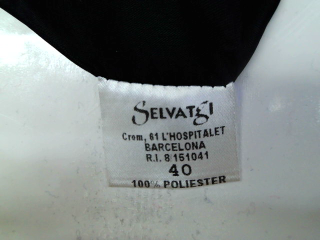 SELVATGI
Crom, 61 L'HOSPITALET
BARCELONA
R.I. 8 151041
40
100% POLIESTER